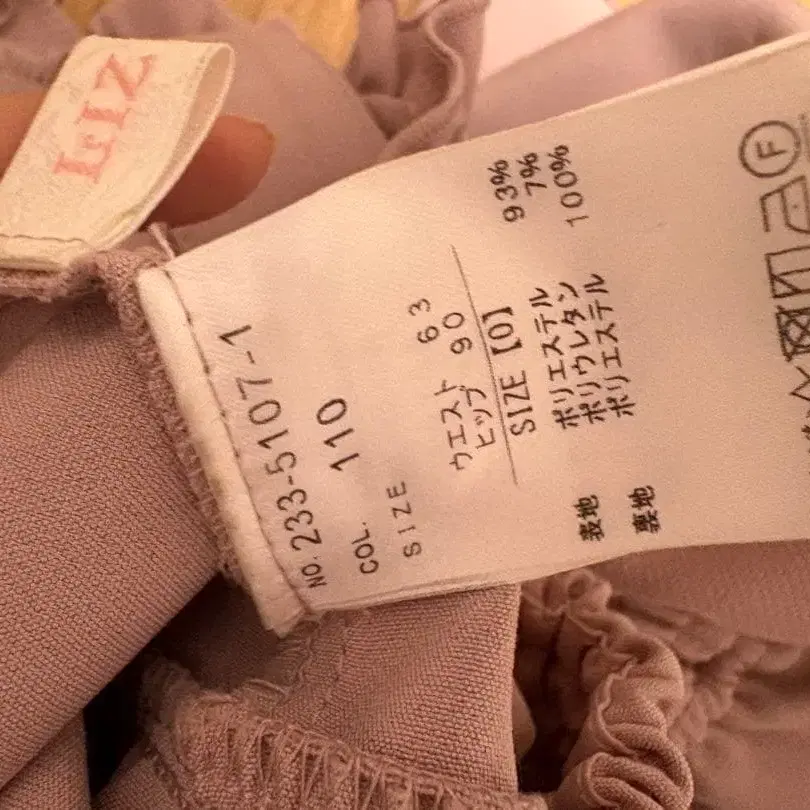 LIZ
NO.233-5107-1
COL. 110
SIZE
ウエスト 63
ヒップ 90
SIZE【0】
表地 ポリエステル 93%
ポリウレタン 7%
裏地 ポリエステル 100%
F